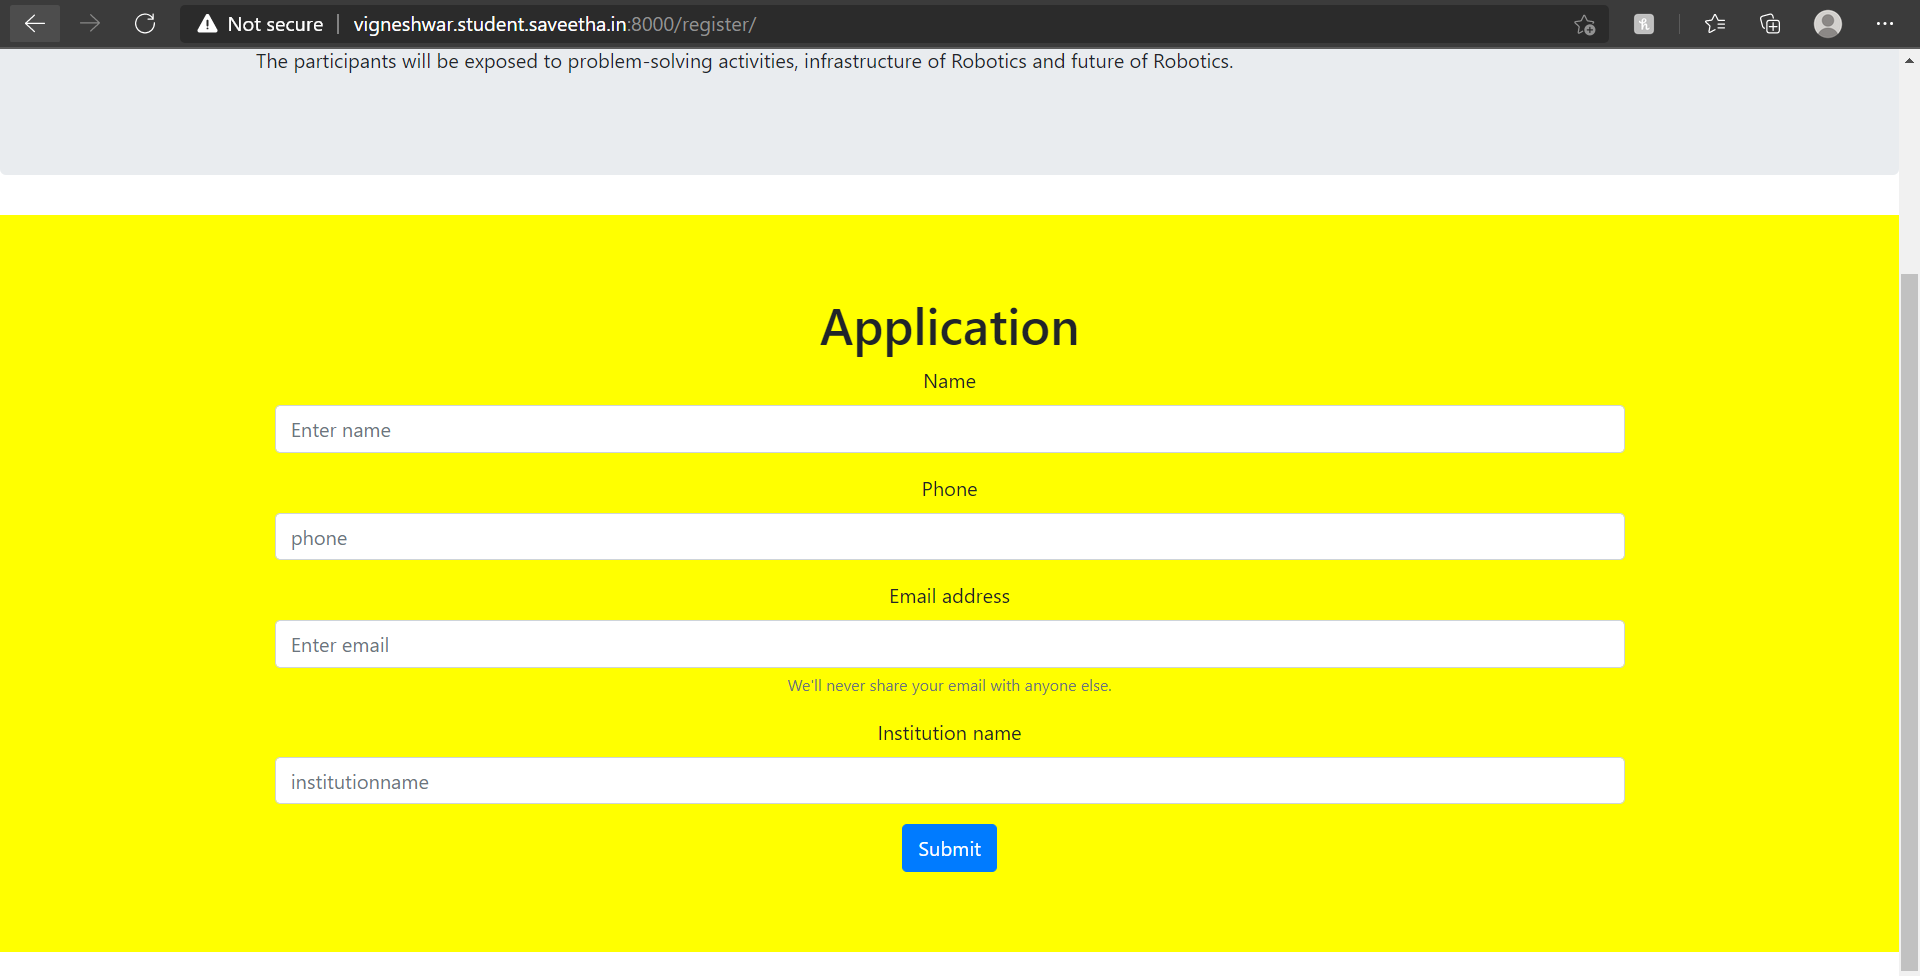 Not secure | vigneshwar.student.saveetha.in:8000/register/
The participants will be exposed to problem-solving activities, infrastructure of Robotics and future of Robotics.
Application
Name
Enter name
Phone
phone
Email address
Enter email
We'll never share your email with anyone else.
Institution name
institutionname
Submit